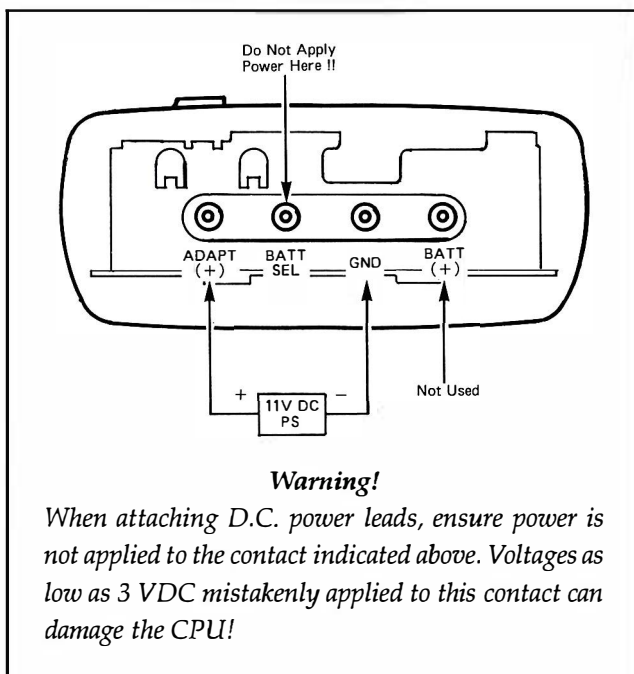 Do Not Apply
Power Here !!
ADAPT
(+)
BATT
SEL
GND
BATT
(+)
+
11V DC
PS
–
Not Used
Warning!
When attaching D.C. power leads, ensure power is
not applied to the contact indicated above. Voltages as
low as 3 VDC mistakenly applied to this contact can
damage the CPU!